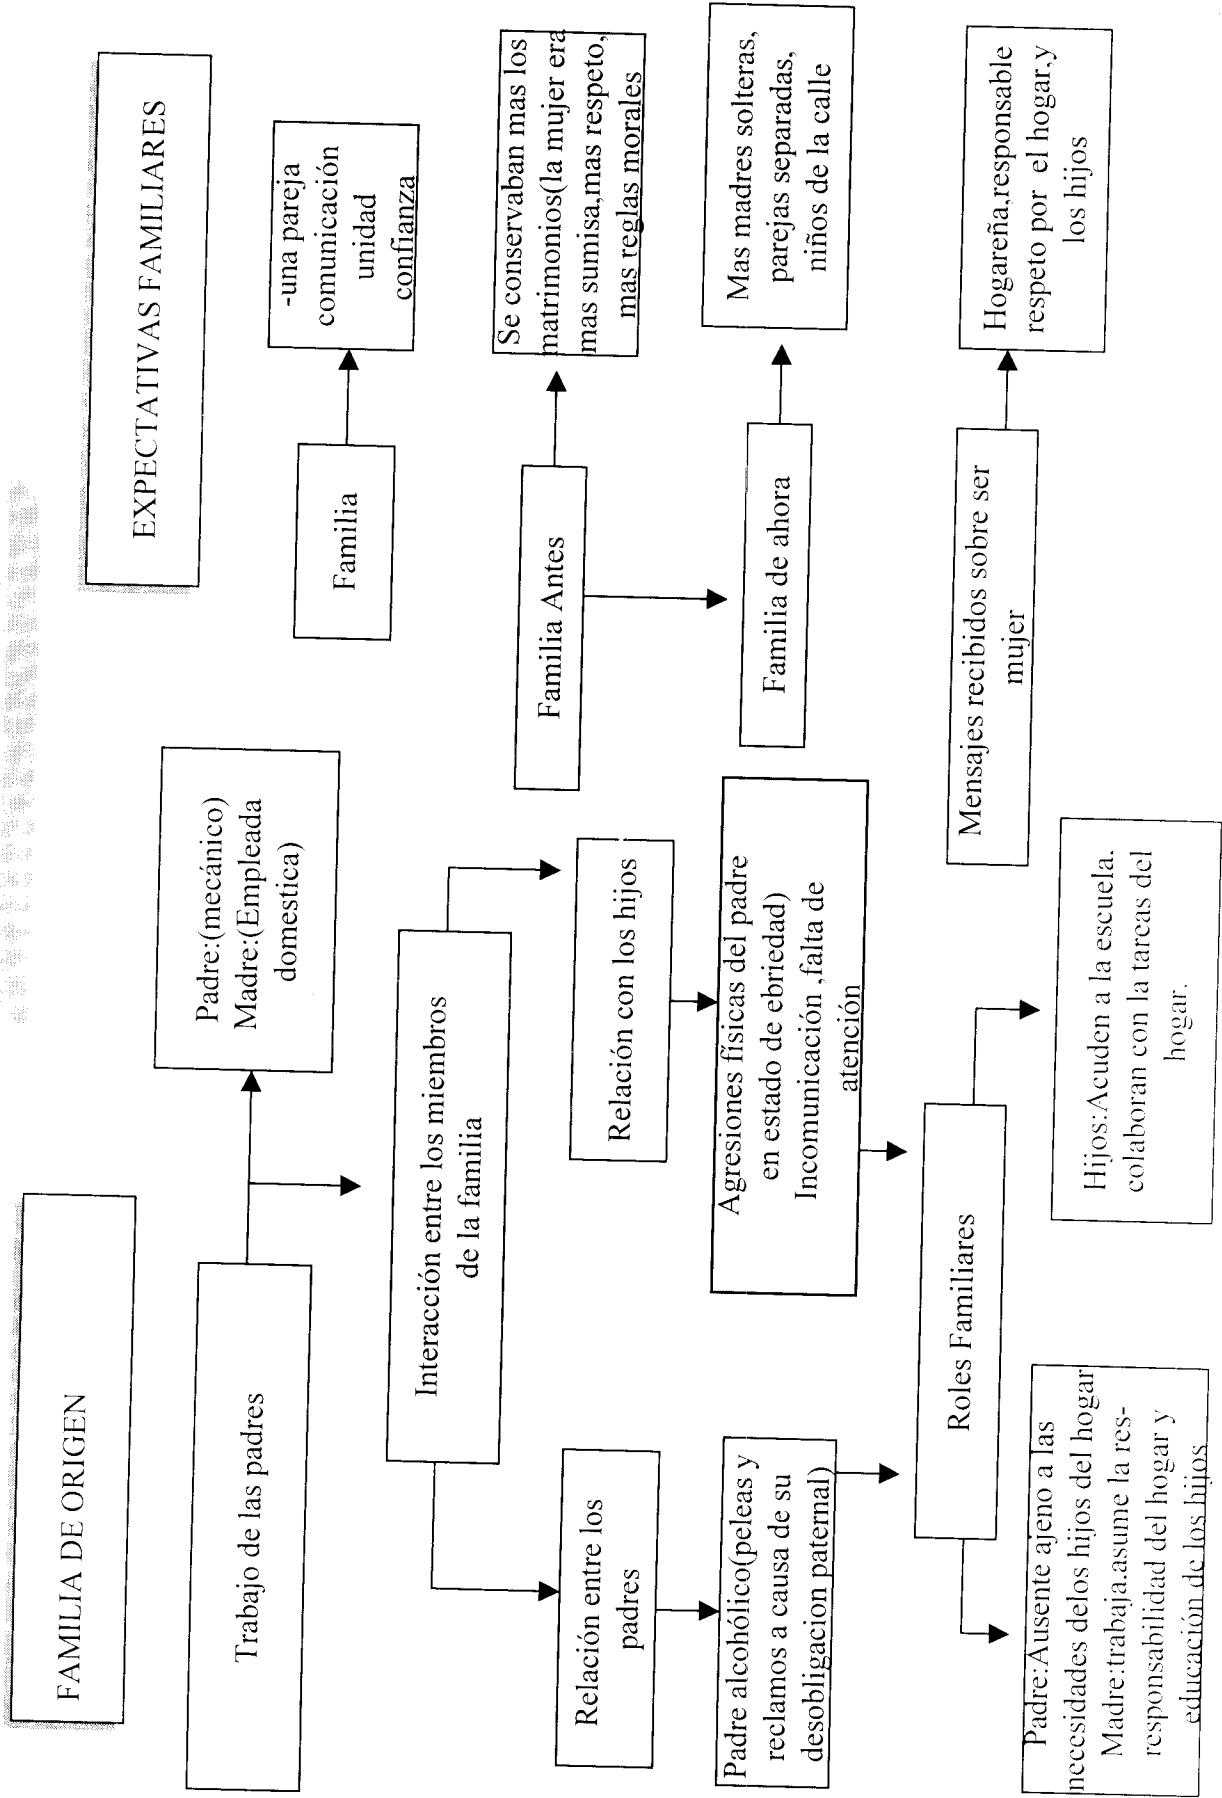 FAMILIA DE ORIGEN
Trabajo de las padres
Padre:(mecánico)
Madre:(Empleada
domestica)
Interacción entre los miembros
de la familia
Relación entre los
padres
Relación con los hijos
Padre alcohólico(peleas y
reclamos a causa de su
desobligacion paternal)
Agresiones físicas del padre
en estado de ebriedad)
Incomunicación ,falta de
atención
Roles Familiares
Padre:Ausente ajeno a las
necesidades delos hijos del hogar
Madre:trabaja.asume la res-
responsabilidad del hogar y
educación de los hijos
Hijos:Acuden a la escuela.
colaboran con la tareas del
hogar.
EXPECTATIVAS FAMILIARES
Familia
-una pareja
comunicación
unidad
confianza
Familia Antes
Se conservaban mas los
matrimonios(la mujer era
mas sumisa,mas respeto,
mas reglas morales
Familia de ahora
Mas madres solteras,
parejas separadas,
niños de la calle
Mensajes recibidos sobre ser
mujer
Hogareña,responsable
respeto por el hogar,y
los hijos